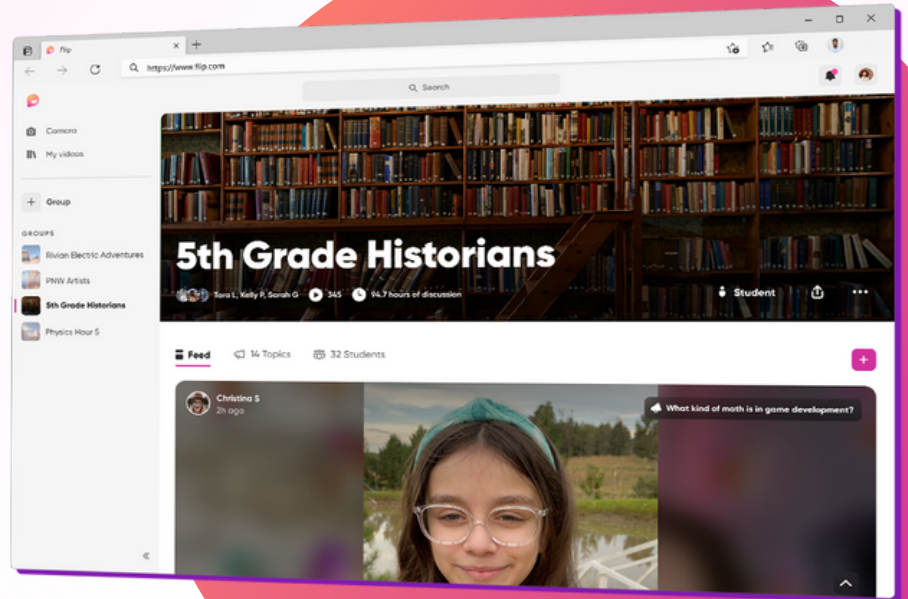 Flip
https://www.flip.com
Search
Camera
My videos
Group
GROUPS
Rivian Electric Adventures
PNW Artists
5th Grade Historians
Physics Hour 5
5th Grade Historians
Tara L, Kelly P, Sarah G 345 94.7 hours of discussion
Student
Feed 14 Topics 32 Students
Christina S
2h ago
What kind of math is in game development?